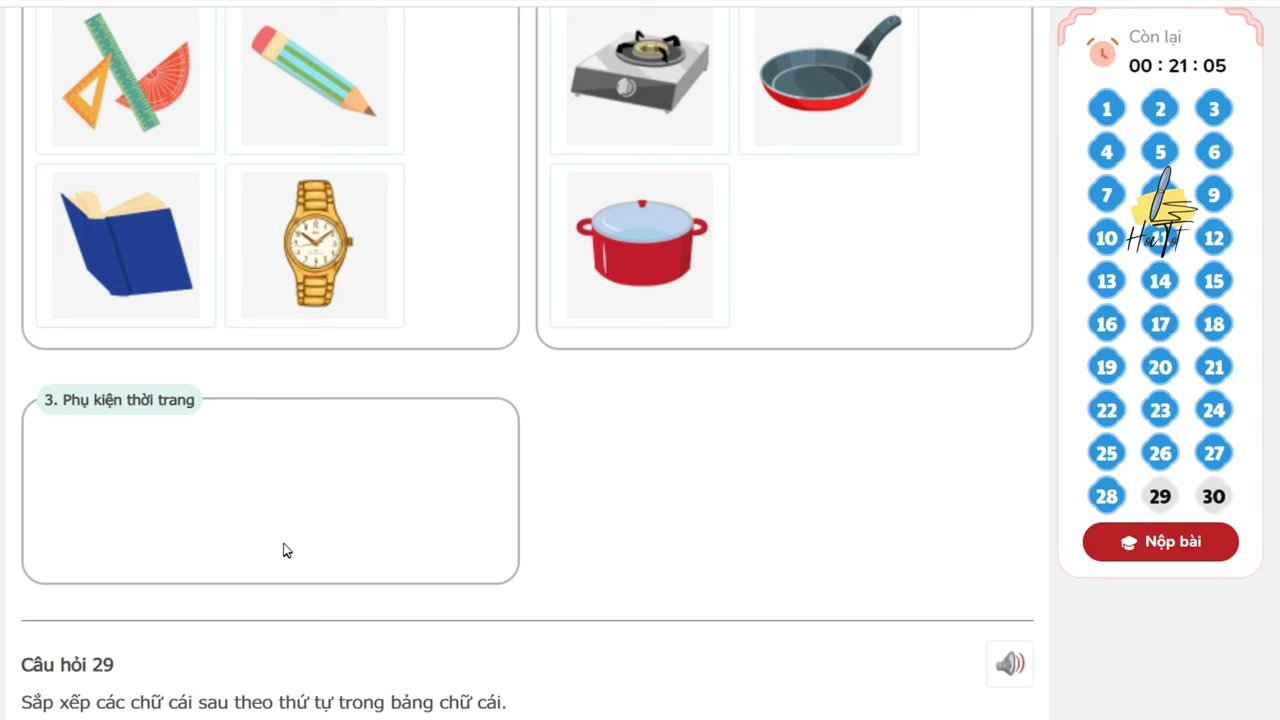 Còn lại
00 : 21 : 05
1 2 3
4 5 6
7 9
10 11 12
13 14 15
16 17 18
19 20 21
22 23 24
25 26 27
28 29 30
Nộp bài
3. Phụ kiện thời trang
Câu hỏi 29
Sắp xếp các chữ cái sau theo thứ tự trong bảng chữ cái.